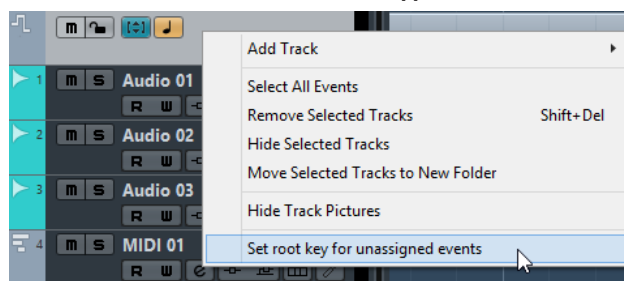 m
Add Track
1 m S Audio 01
Select All Events
R W
Remove Selected Tracks Shift+Del
2 m S Audio 02
Hide Selected Tracks
R W
Move Selected Tracks to New Folder
3 m S Audio 03
Hide Track Pictures
R W
4 m S MIDI 01
Set root key for unassigned events
R W e